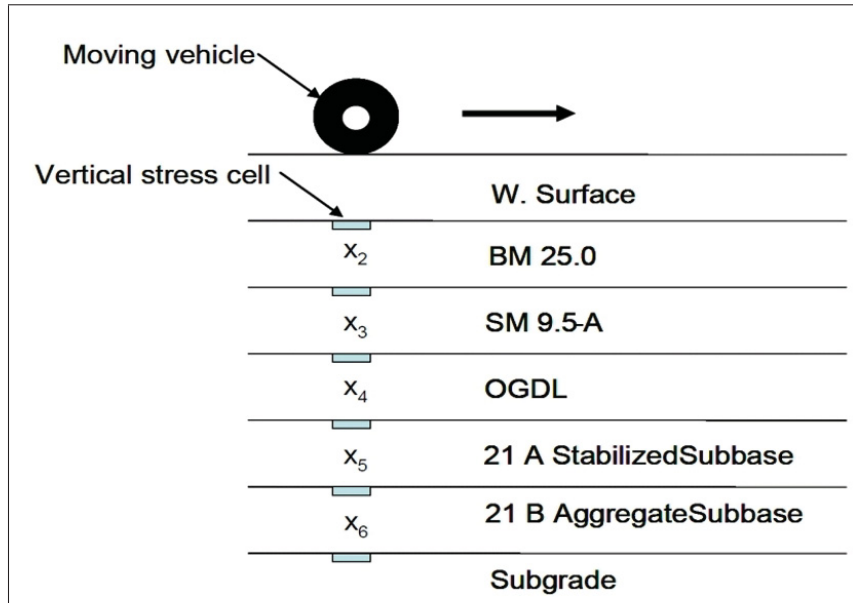 Moving vehicle
Vertical stress cell
W. Surface
X2 BM 25.0
X3 SM 9.5-A
X4 OGDL
X5 21 A StabilizedSubbase
X6 21 B AggregateSubbase
Subgrade